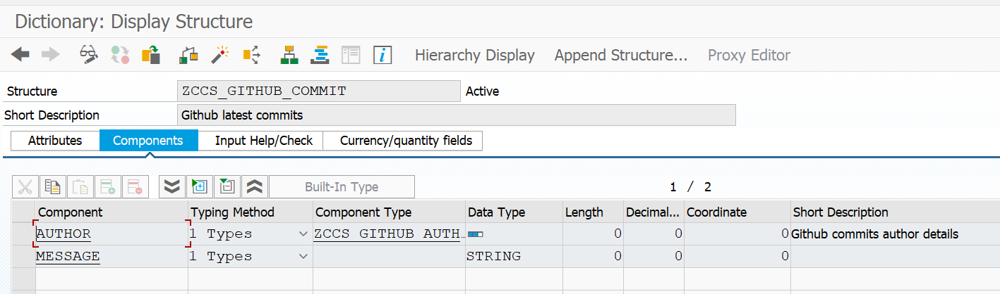 Dictionary: Display Structure
Hierarchy Display Append Structure... Proxy Editor
Structure ZCCS_GITHUB_COMMIT Active
Short Description Github latest commits
Attributes Components Input Help/Check Currency/quantity fields
Built-In Type 1 / 2
Component Typing Method Component Type Data Type Length Decimal... Coordinate Short Description
AUTHOR 1 Types ZCCS_GITHUB_AUTH... 0 0 0 Github commits author details
MESSAGE 1 Types STRING 0 0 0